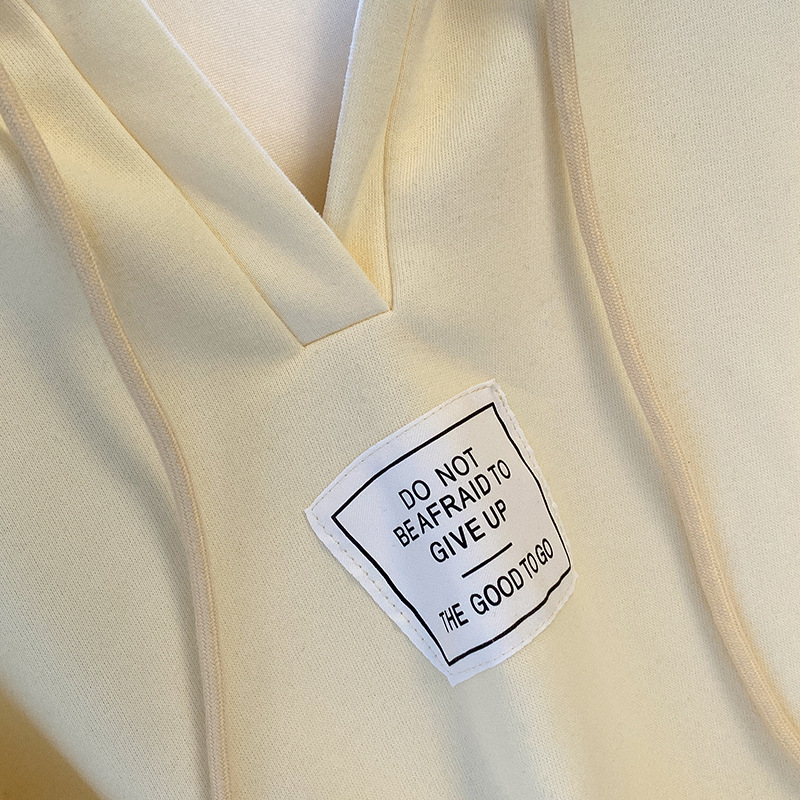 DO NOT
BEAFRAID TO
GIVE UP
THE GOOD TO GO